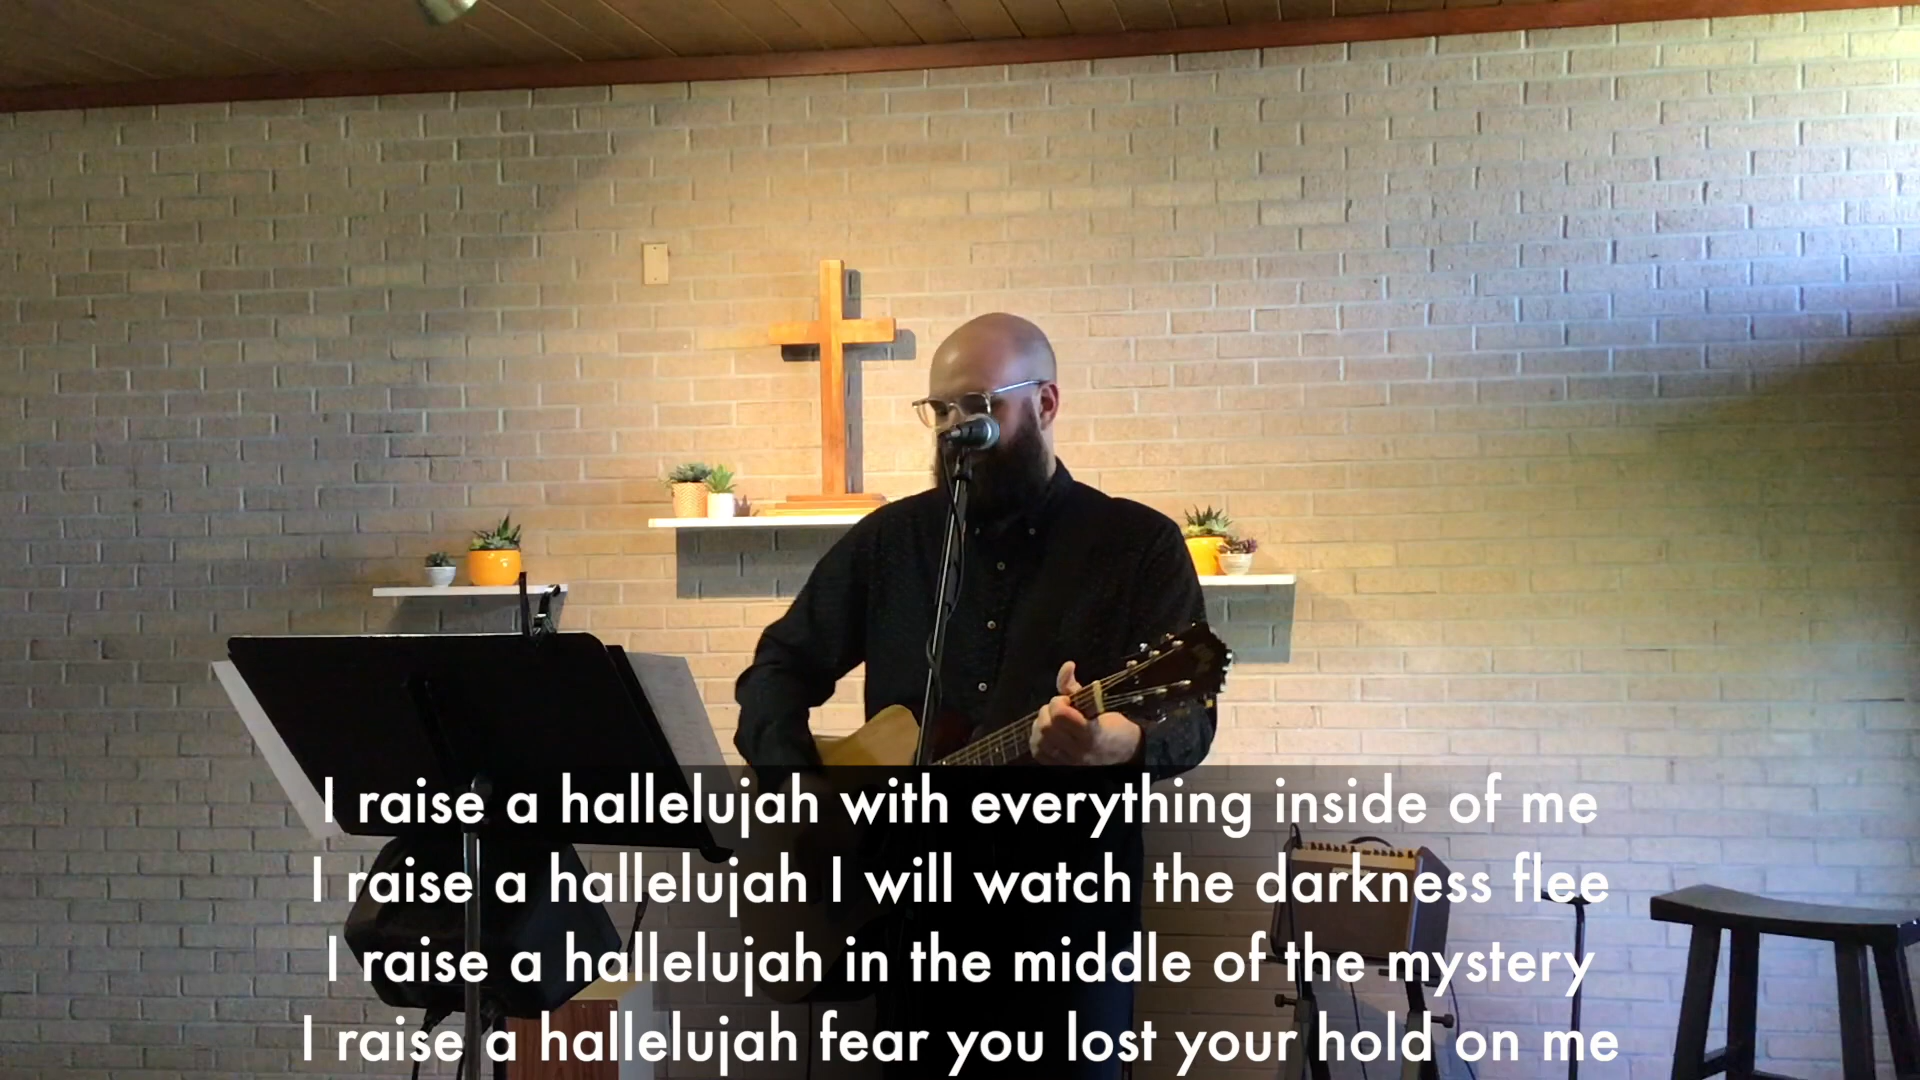 I raise a hallelujah with everything inside of me
I raise a hallelujah I will watch the darkness flee
I raise a hallelujah in the middle of the mystery
I raise a hallelujah fear you lost your hold on me